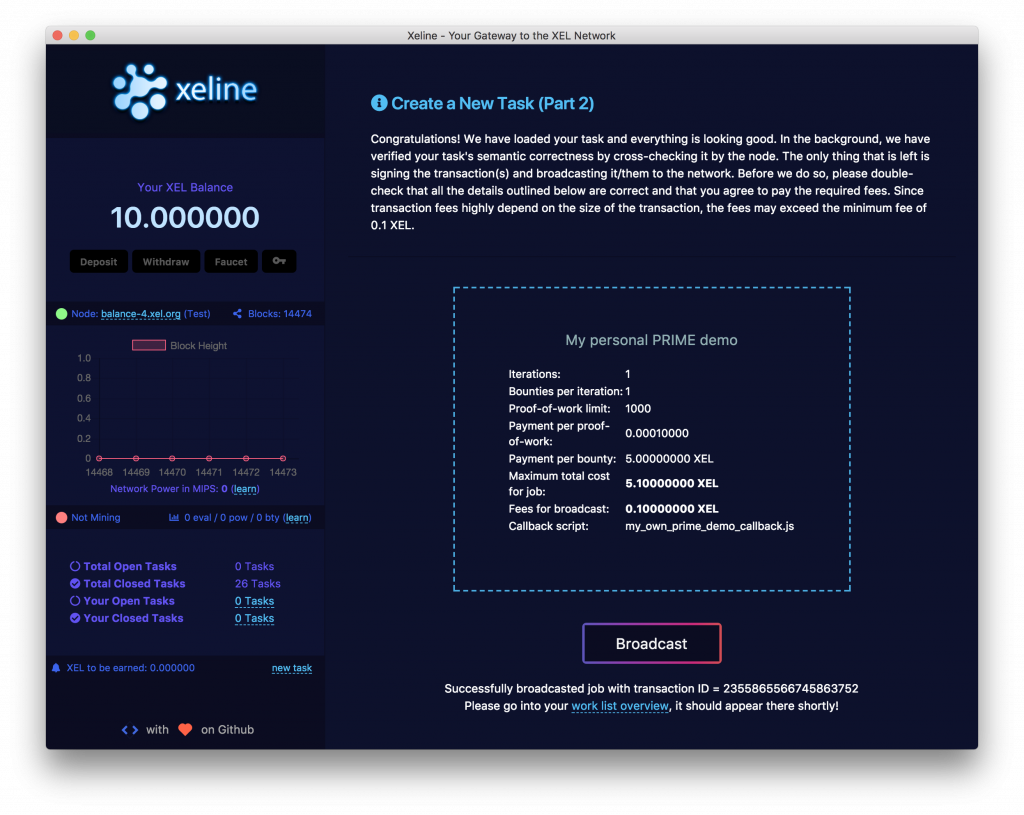 Xeline - Your Gateway to the XEL Network
xeline
Your XEL Balance
10.000000
Deposit Withdraw Faucet
Node: balance-4.xel.org (Test) Blocks: 14474
Block Height
1.0
0.8
0.6
0.4
0.2
0
14468 14469 14470 14471 14472 14473
Network Power in MIPS: 0 (learn)
Not Mining 0 eval / 0 pow / 0 bty (learn)
Total Open Tasks 0 Tasks
Total Closed Tasks 26 Tasks
Your Open Tasks 0 Tasks
Your Closed Tasks 0 Tasks
XEL to be earned: 0.000000 new task
with on Github
Create a New Task (Part 2)
Congratulations! We have loaded your task and everything is looking good. In the background, we have
verified your task's semantic correctness by cross-checking it by the node. The only thing that is left is
signing the transaction(s) and broadcasting it/them to the network. Before we do so, please double-
check that all the details outlined below are correct and that you agree to pay the required fees. Since
transaction fees highly depend on the size of the transaction, the fees may exceed the minimum fee of
0.1 XEL.
My personal PRIME demo
Iterations: 1
Bounties per iteration: 1
Proof-of-work limit: 1000
Payment per proof-
of-work: 0.00010000
Payment per bounty: 5.00000000 XEL
Maximum total cost
for job: 5.10000000 XEL
Fees for broadcast: 0.10000000 XEL
Callback script: my_own_prime_demo_callback.js
Broadcast
Successfully broadcasted job with transaction ID = 2355865566745863752
Please go into your work list overview, it should appear there shortly!